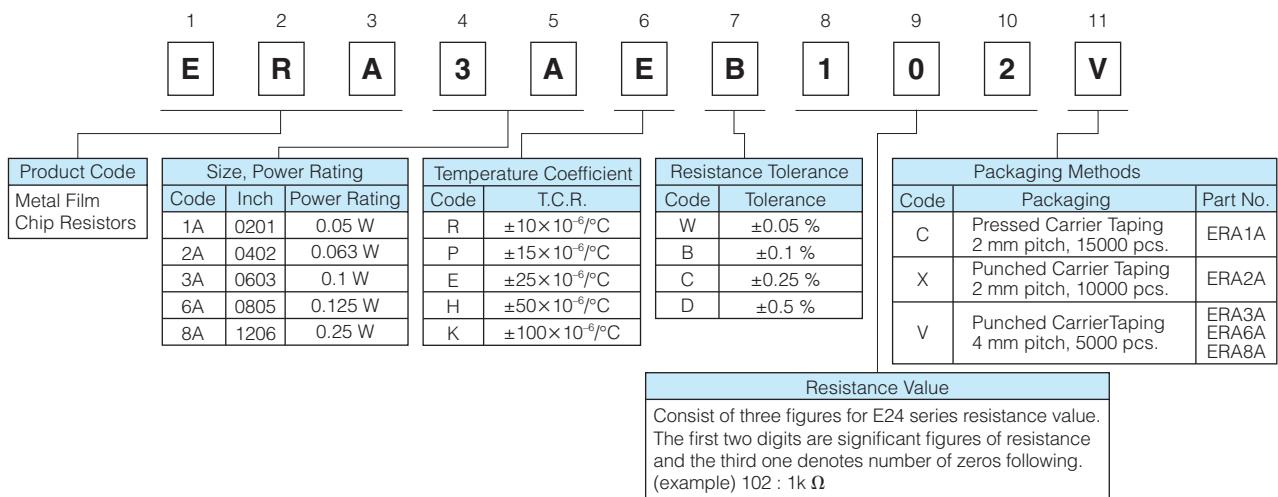 1 2 3 4 5 6 7 8 9 10 11
E R A 3 A E B 1 0 2 V
Product Code
Metal Film
Chip Resistors
Size, Power Rating
Code Inch Power Rating
1A 0201 0.05 W
2A 0402 0.063 W
3A 0603 0.1 W
6A 0805 0.125 W
8A 1206 0.25 W
Temperature Coefficient
Code T.C.R.
R ±10×10⁻⁶/°C
P ±15×10⁻⁶/°C
E ±25×10⁻⁶/°C
H ±50×10⁻⁶/°C
K ±100×10⁻⁶/°C
Resistance Tolerance
Code Tolerance
W ±0.05 %
B ±0.1 %
C ±0.25 %
D ±0.5 %
Packaging Methods
Code Packaging Part No.
C Pressed Carrier Taping
2 mm pitch, 15000 pcs. ERA1A
X Punched Carrier Taping
2 mm pitch, 10000 pcs. ERA2A
V Punched CarrierTaping
4 mm pitch, 5000 pcs.
ERA3A
ERA6A
ERA8A
Resistance Value
Consist of three figures for E24 series resistance value.
The first two digits are significant figures of resistance
and the third one denotes number of zeros following.
(example) 102 : 1k Ω